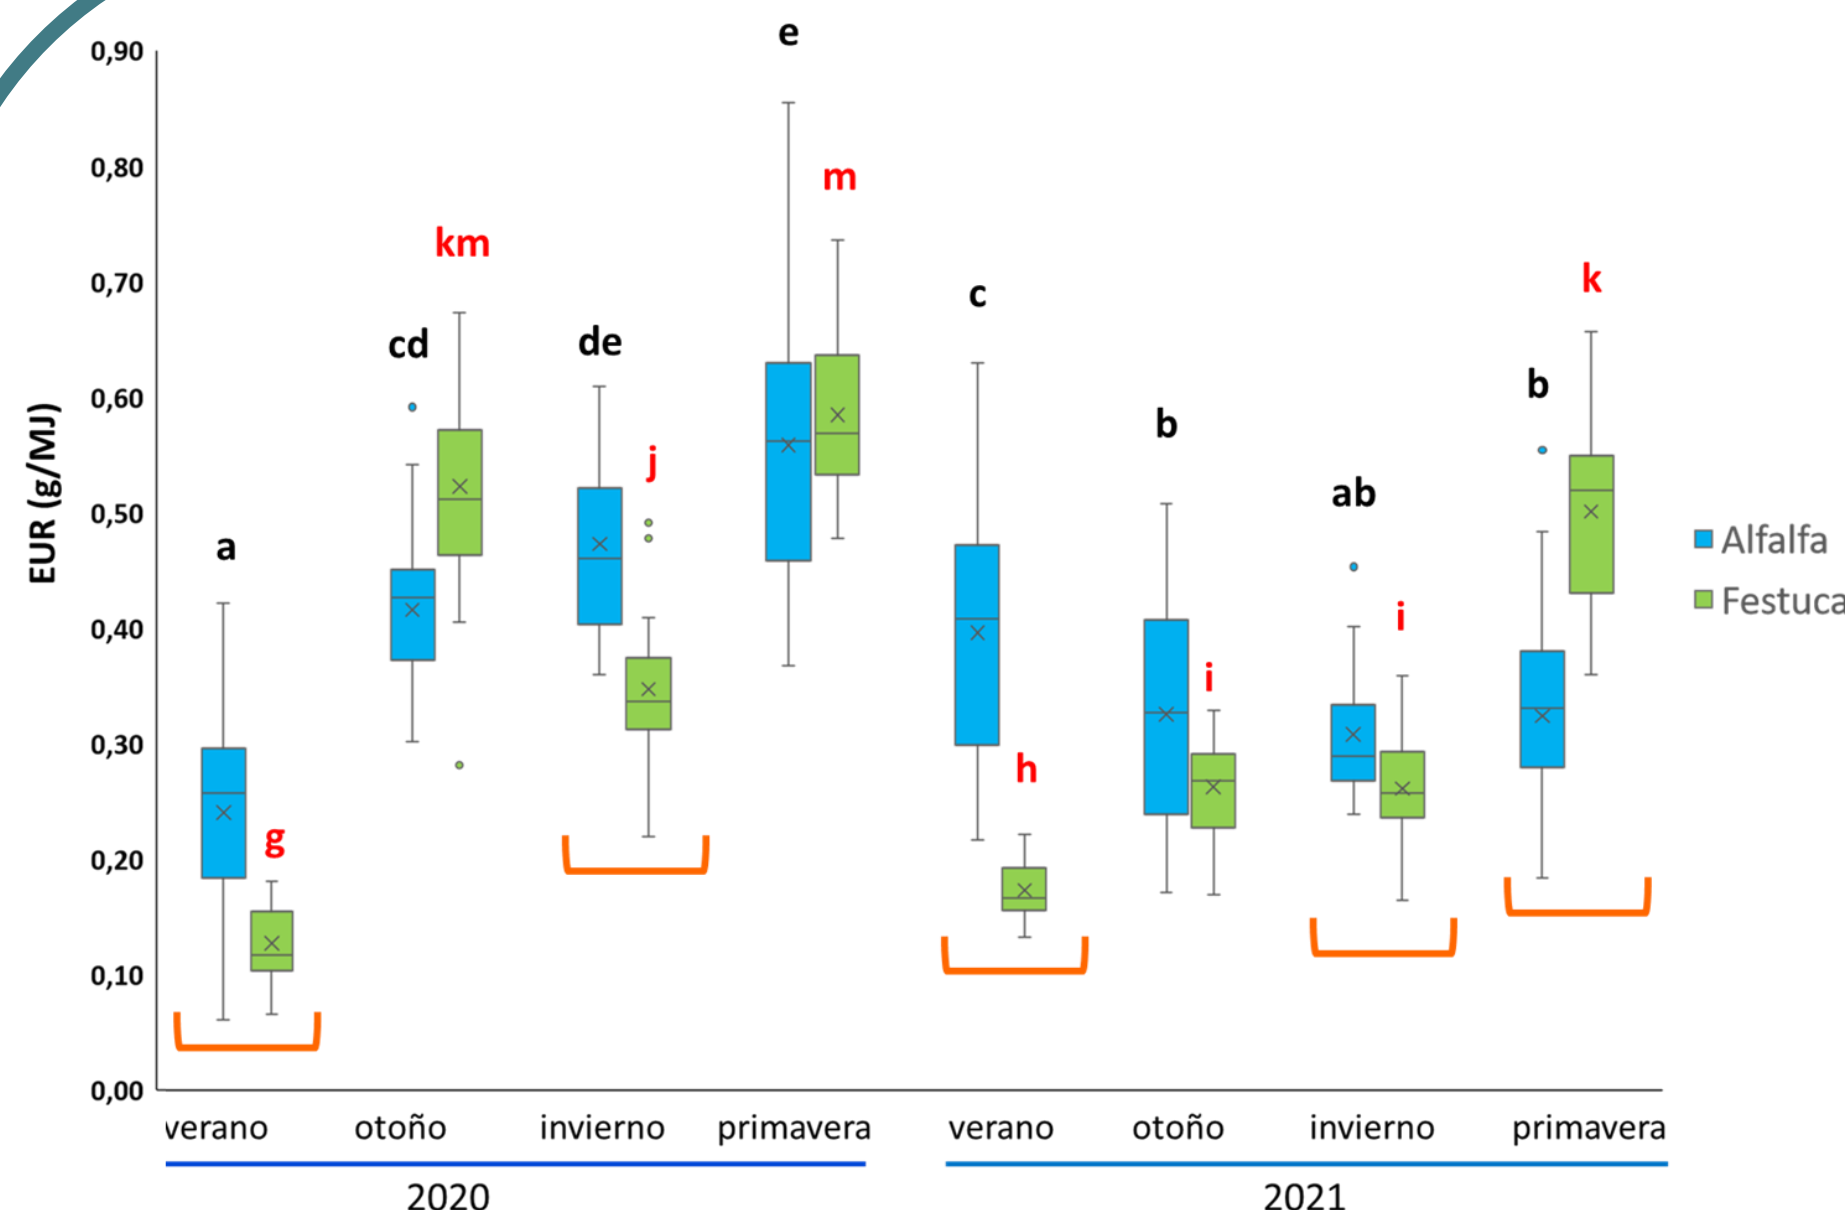 e
0,90
0,80
m
km
0,70
c
k
cd
de
0,60
b
b
j
EUR (g/MJ)
0,50
ab
a
Alfalfa
Festuca
0,40
i
i
0,30
h
g
0,20
0,10
0,00
verano otoño invierno primavera verano otoño invierno primavera
2020 2021